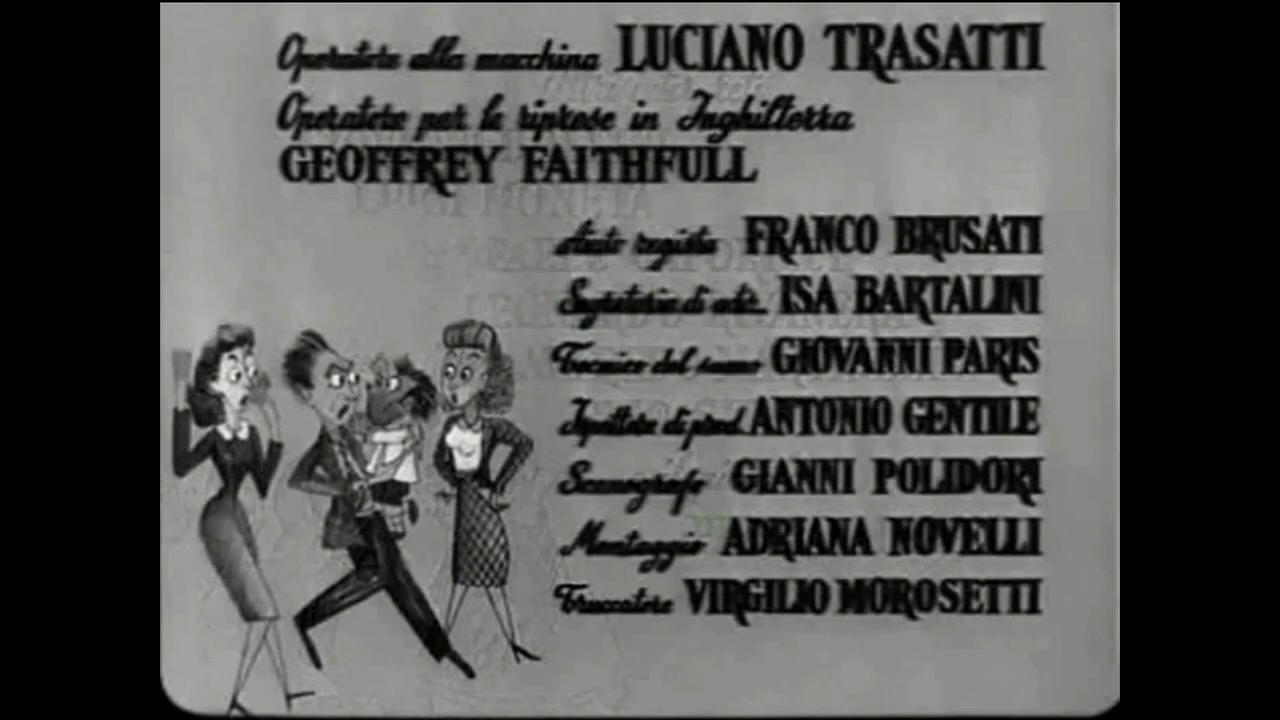 Operatore alla macchina LUCIANO TRASATTI
Operatore per le riprese in Inghilterra
GEOFFREY FAITHFULL
aiuto regista FRANCO BRUSATI
Segretaria di ediz. ISA BARTALINI
Tecnico del suono GIOVANNI PARIS
Ispettore di prod. ANTONIO GENTILE
Scenografo GIANNI POLIDORI
Montaggio ADRIANA NOVELLI
Truccatore VIRGILIO MOROSETTI